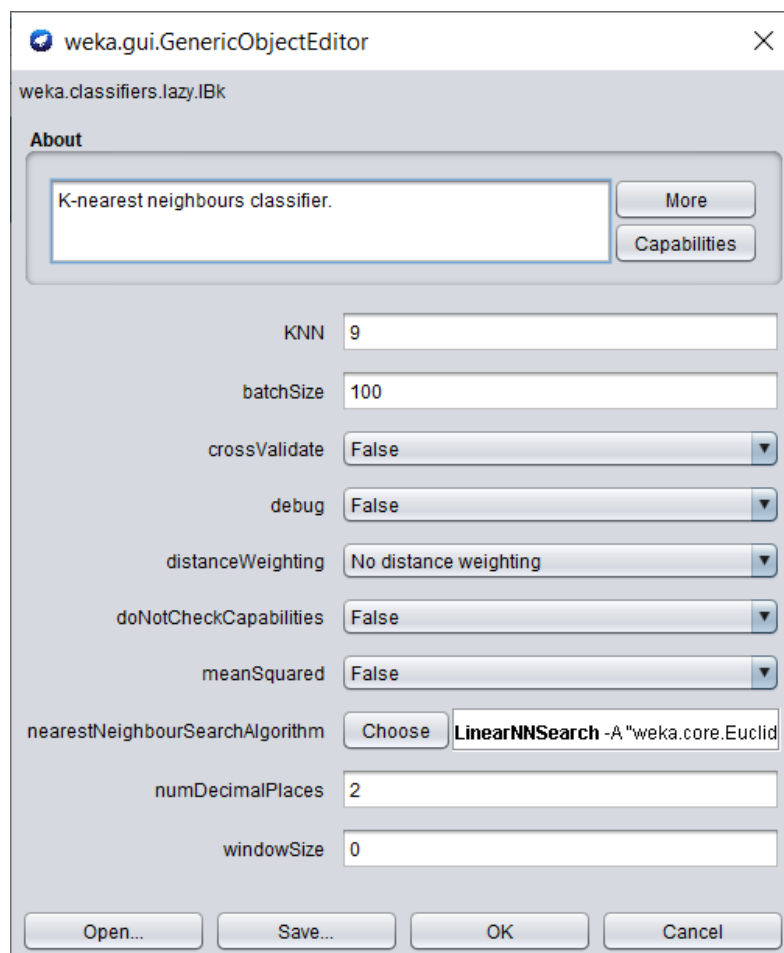 weka.gui.GenericObjectEditor
weka.classifiers.lazy.IBk
About
K-nearest neighbours classifier.
More
Capabilities
KNN 9
batchSize 100
crossValidate False
debug False
distanceWeighting No distance weighting
doNotCheckCapabilities False
meanSquared False
nearestNeighbourSearchAlgorithm Choose LinearNNSearch -A "weka.core.Euclid
numDecimalPlaces 2
windowSize 0
Open... Save... OK Cancel